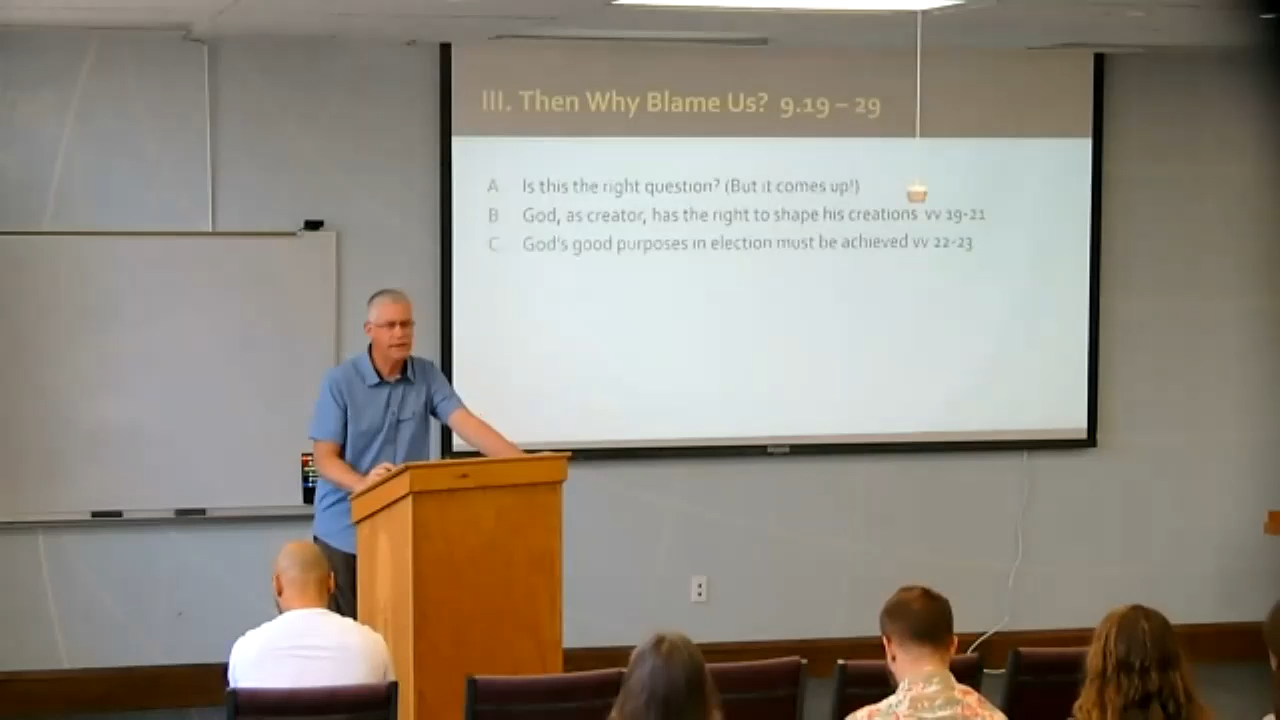 III. Then Why Blame Us? 9.19 – 29
A Is this the right question? (But it comes up!)
B God, as creator, has the right to shape his creations vv 19-21
C God's good purposes in election must be achieved vv 22-23